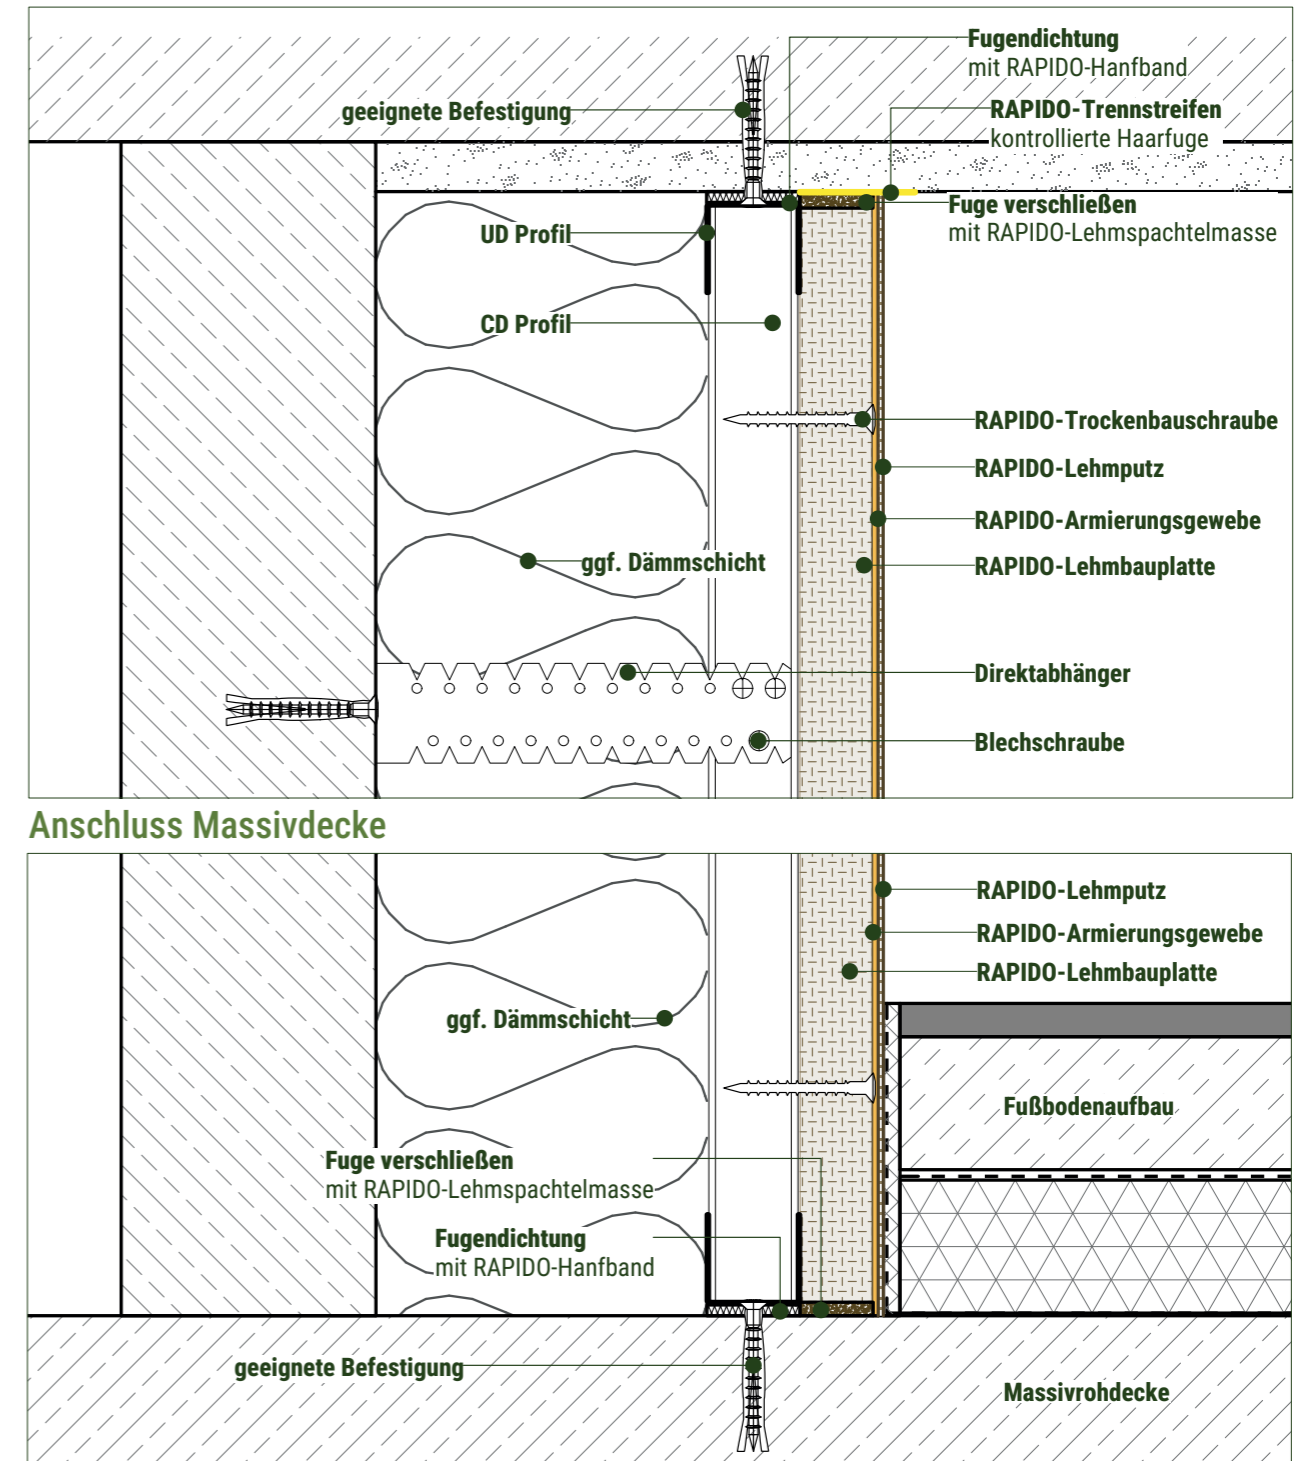 Fugendichtung
mit RAPIDO-Hanfband
geeignete Befestigung
RAPIDO-Trennstreifen
kontrollierte Haarfuge
Fuge verschließen
mit RAPIDO-Lehmspachtelmasse
UD Profil
CD Profil
RAPIDO-Trockenbauschraube
RAPIDO-Lehmputz
RAPIDO-Armierungsgewebe
ggf. Dämmschicht
RAPIDO-Lehmbauplatte
Direktabhänger
Blechschraube
Anschluss Massivdecke
RAPIDO-Lehmputz
RAPIDO-Armierungsgewebe
RAPIDO-Lehmbauplatte
ggf. Dämmschicht
Fußbodenaufbau
Fuge verschließen
mit RAPIDO-Lehmspachtelmasse
Fugendichtung
mit RAPIDO-Hanfband
geeignete Befestigung
Massivrohdecke